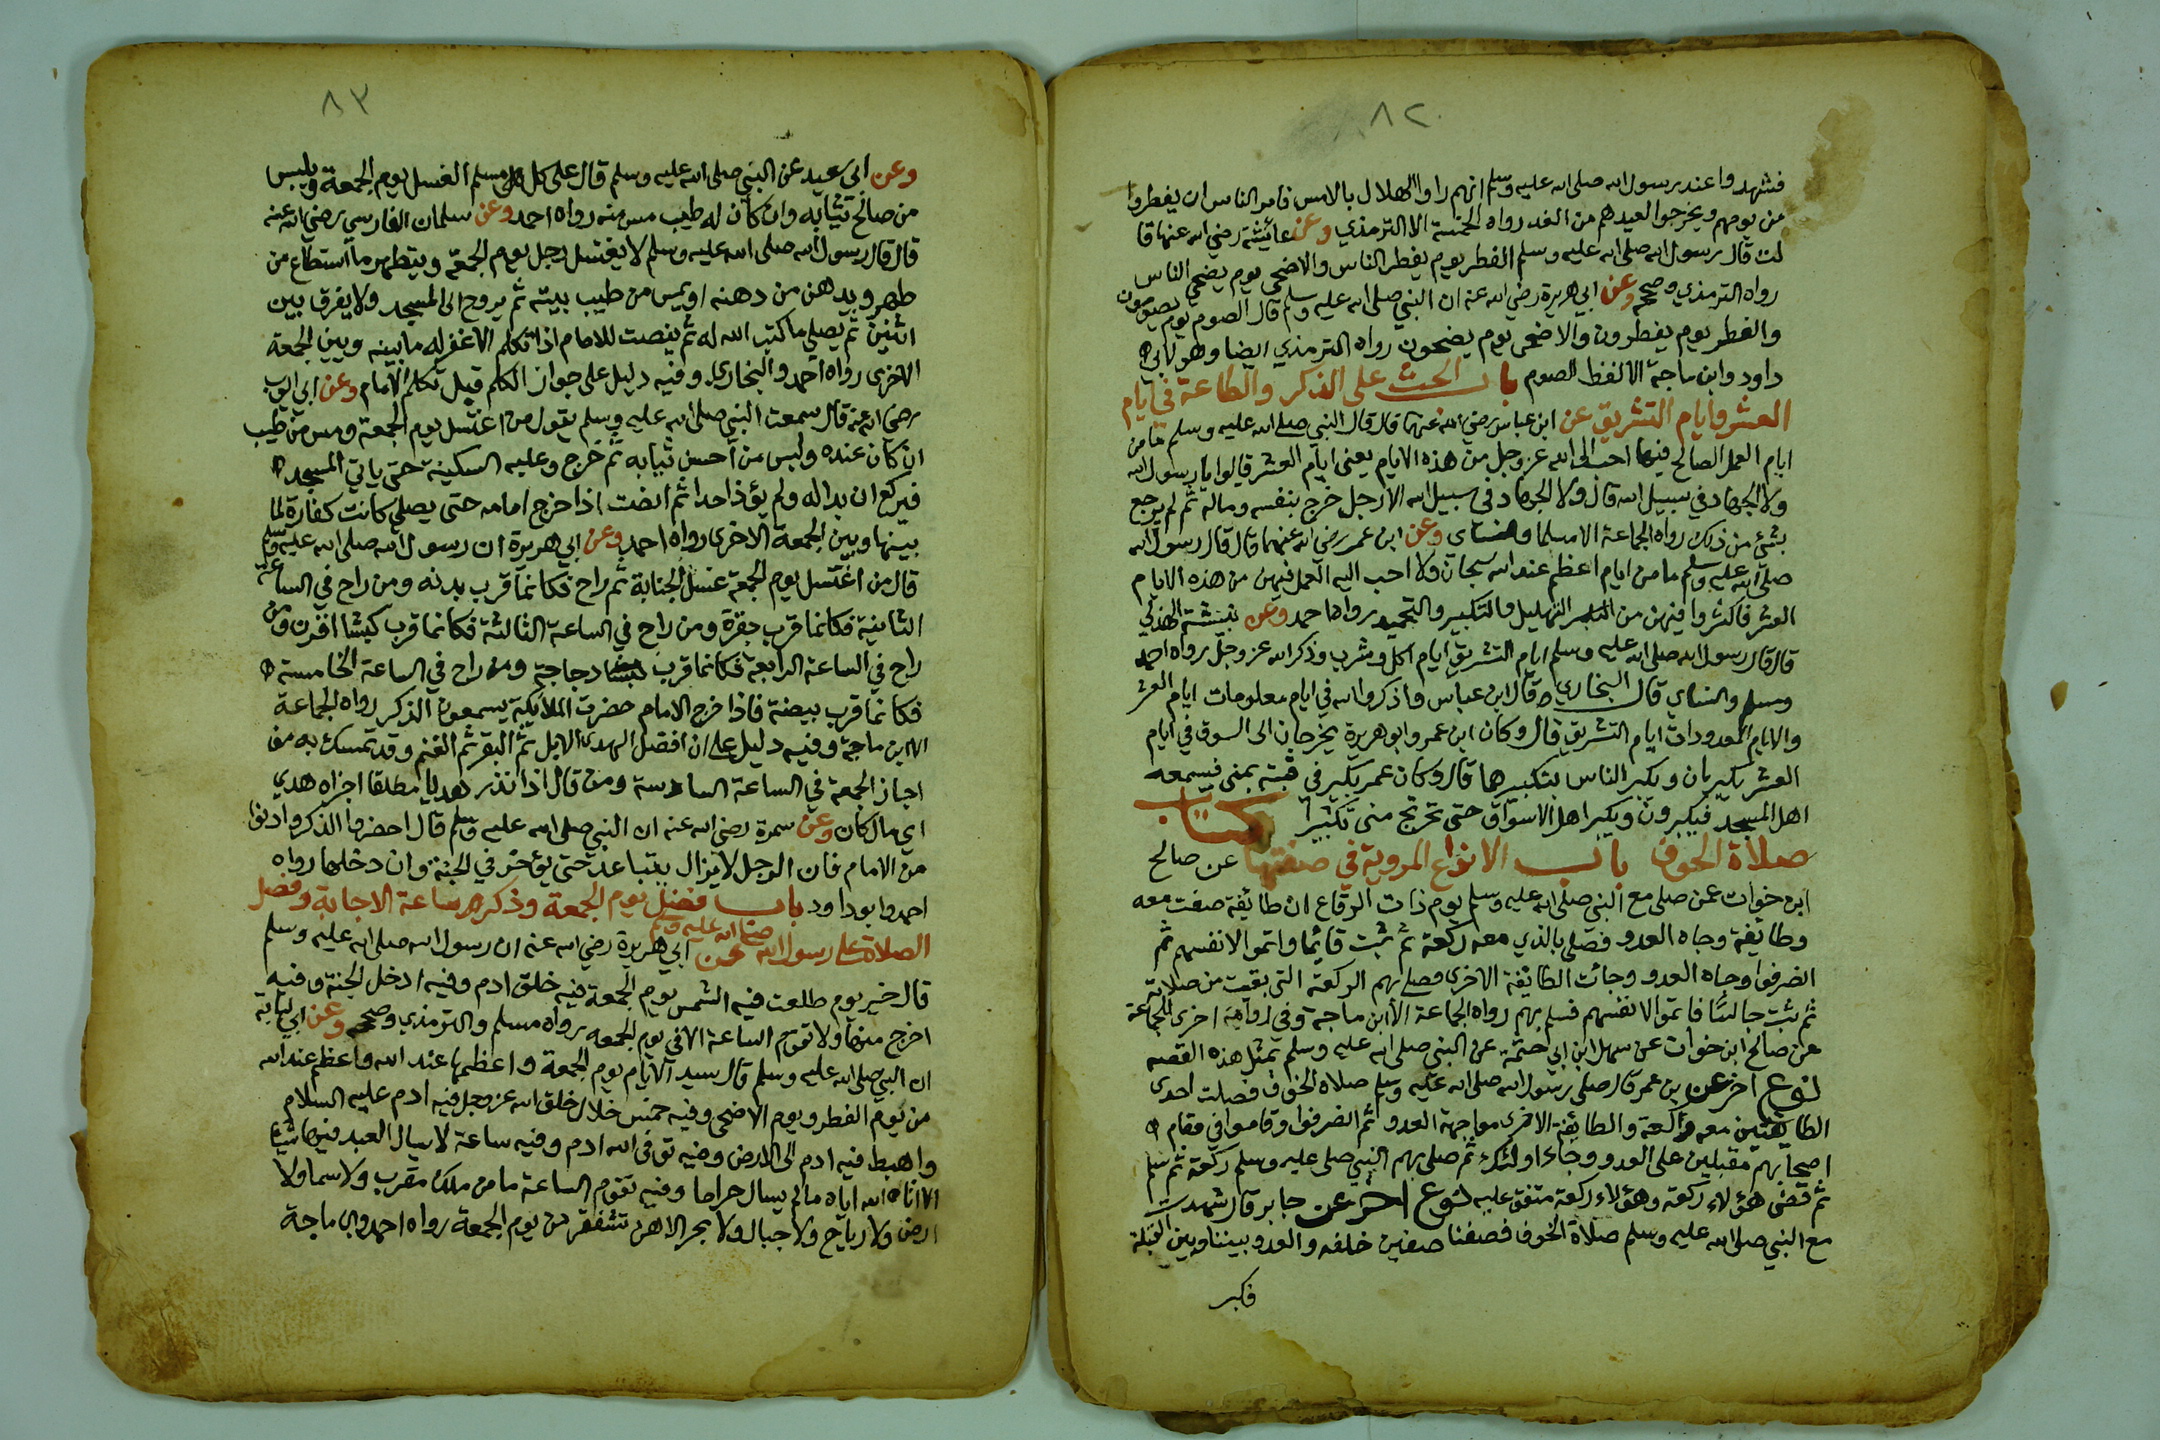 ٨٢
فشهدوا عند رسول الله صلى الله عليه وسلم انهم راوا الهلال بالامس فامر الناس ان يفطروا
من يومهم ويخرجوا لعيدهم من الغد رواه الخمسة الا الترمذي وعن عائشة رضي الله عنها قا
لت قال رسول الله صلى الله عليه وسلم الفطر يوم يفطر الناس والاضحى يوم يضحي الناس
رواه الترمذي وصححه وعن ابي هريرة رضي الله عنه ان النبي صلى الله عليه وسلم قال الصوم يوم يصومون
والفطر يوم يفطرون والاضحى يوم يضحون رواه الترمذي ايضا وهو لابي
داود وابن ماجة الا لفظ الصوم باب الحث على الذكر والطاعة في ايام
العشر وايام التشريق عن ابن عباس رضي الله عنهما قال قال النبي صلى الله عليه وسلم ما من
ايام العمل الصالح فيها احب الى الله عز وجل من هذه الايام يعني ايام العشر قالوا يا رسول الله
ولا الجهاد في سبيل الله قال ولا الجهاد في سبيل الله الا رجل خرج بنفسه وماله ثم لم يرجع
بشئ من ذلك رواه الجماعة الا مسلما والنساى وعن ابن عمر رضي الله عنهما قال قال رسول الله
صلى الله عليه وسلم ما من ايام اعظم عند الله سبحانه ولا احب اليه العمل فيهن من هذه الايام
العشر فاكثروا فيهن من التهليل والتكبير والتحميد رواه احمد وعن نبيشة الهذلي
قال قال رسول الله صلى الله عليه وسلم ايام التشريق ايام اكل وشرب وذكر الله عز وجل رواه احمد
ومسلم والنساي قال البخاري وقال ابن عباس واذكروا الله في ايام معلومات ايام العشر
والايام المعدودات ايام التشريق قال وكان ابن عمر وابو هريرة يخرجان الى السوق في ايام
العشر يكبران ويكبر الناس بتكبيرهما قال وكان عمر يكبر في قبته بمنى فيسمعه
اهل المسجد فيكبرون ويكبر اهل الاسواق حتى ترتج منى تكبيرا كتاب
صلاة الخوف باب الانواع المروية في صفتها عن صالح
ابن خوات عمن صلى مع النبي صلى الله عليه وسلم يوم ذات الرقاع ان طائفة صفت معه
وطائفة وجاه العدو فصلى بالذي معه ركعة ثم ثبت قائما واتموا لانفسهم ثم
انصرفوا وجاه العدو وجائت الطائفة الاخرى فصلى بهم الركعة التي بقيت من صلاته
ثم ثبت جالسا فاتموا لانفسهم فسلم بهم رواه الجماعة الا ابن ماجة وفي رواية اخرى للجماعة
عن صالح ابن خوات عن سهل ابن ابي حثمة عن النبي صلى الله عليه وسلم بمثل هذه القصه
نوع اخر عن بن عمر قال صلى رسول الله صلى الله عليه وسلم صلاة الخوف فصلت احدى
الطايفتين معه ركعة والطايفة الاخرى مواجهة العدو ثم انصرفوا وقاموا في مقام
اصحابهم مقبلين على العدو وجاءا اولئك ثم صلى بهم النبي صلى عليه وسلم ركعة ثم سلم
ثم قضى هؤلاء ركعة وهؤلاء ركعة متفق عليه نوع اخر عن جابر قال شهدت
مع النبي صلى الله عليه وسلم صلاة الخوف فصفنا صفين خلفه والعدو بيننا وبين القبلة
فكبر
٨٣
وعن ابي سعيد عن النبي صلى الله عليه وسلم قال على كل مسلم الغسل يوم الجمعة ويلبس
من صالح ثيابه وان كان له طيب مس منه رواه احمد وعن سلمان الفارسي رضي الله عنه
قال قال رسول الله صلى الله عليه وسلم لا يغتسل رجل يوم الجمعة ويتطهر ما استطاع من
طهر ويدهن من دهنه او يمس من طيب بيته ثم يروح الى المسجد ولا يفرق بين
اثنين ثم يصلي ما كتب الله له ثم ينصت للامام اذا تكلم الا غفر له ما بينه وبين الجمعة
الاخرى رواه احمد والبخاري وفيه دليل على جواز الكلام قبل تكلم الامام وعن ابي ايوب
رضي الله عنه قال سمعت النبي صلى الله عليه وسلم يقول من اغتسل يوم الجمعة ومس من طيب
ان كان عنده ولبس من احسن ثيابه ثم خرج وعليه السكينة حتى ياتي المسجد
فيركع ان بدا له ولم يؤذ احدا ثم انصت اذا خرج امامه حتى يصلي كانت كفارة لما
بينها وبين الجمعة الاخرى رواه احمد وعن ابي هريرة ان رسول الله صلى الله عليه وسلم
قال من اغتسل يوم الجمعة غسل الجنابة ثم راح فكانما قرب بدنه ومن راح في الساعة
الثانية فكانما قرب بقرة ومن راح في الساعة الثالثة فكانما قرب كبشا اقرن ومن
راح في الساعة الرابعة فكانما قرب دجاجة ومن راح في الساعة الخامسة
فكانما قرب بيضة فاذا خرج الامام حضرت الملائكة يسمعون الذكر رواه الجماعة
الا ابن ماجة وفيه دليل على ان افضل الهدي الابل ثم البقر ثم الغنم وقد تمسك به من
اجاز الجمعة في الساعة السادسة ومن قال اذا نذر هديا مطلقا اجزاه هدي
اي مال كان وعن سمرة رضي الله عنه ان النبي صلى الله عليه وسلم قال احضروا الذكر وادنوا
من الامام فان الرجل لا يزال يتباعد حتى يؤخر في الجنة وان دخلها رواه
احمد وابو داود باب فضل يوم الجمعة وذكر ساعة الاجابة وفضل
الصلاة على رسول الله صلى الله عليه وسلم عن ابي هريرة رضي الله عنه ان رسول الله صلى الله عليه وسلم
قال خير يوم طلعت فيه الشمس يوم الجمعة فيه خلق ادم وفيه ادخل الجنة وفيه
اخرج منها ولا تقوم الساعة الا في يوم الجمعه رواه مسلم والترمذي وصححه وعن ابي لبابة
ان النبي صلى الله عليه وسلم قال سيد الايام يوم الجمعة واعظمها عند الله واعظم عند الله
من يوم الفطر ويوم الاضحى وفيه خمس خلال خلق الله عز وجل فيه ادم عليه السلام
واهبط فيه ادم الى الارض وفيه توفى الله ادم وفيه ساعة لا يسال العبد فيها شيئا
الا اتاه الله اياه ما لم يسال حراما وفيه تقوم الساعة ما من ملك مقرب ولا سما ولا
ارض ولا رياح ولا جبال ولا بحر الا هن تشفقن من يوم الجمعة رواه احمد وابن ماجة